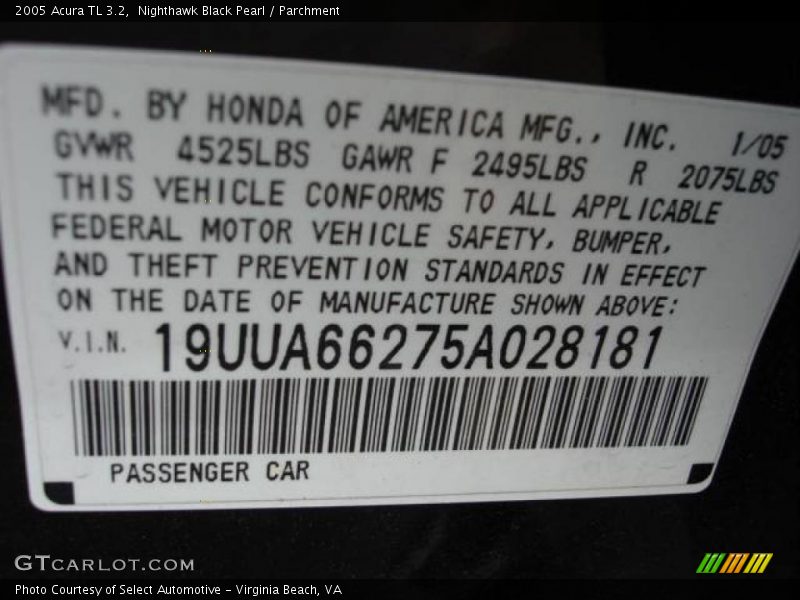 2005 Acura TL 3.2,  Nighthawk Black Pearl / Parchment
MFD. BY HONDA OF AMERICA MFG., INC. 1/05
GVWR 4525LBS GAWR F 2495LBS R 2075LBS
THIS VEHICLE CONFORMS TO ALL APPLICABLE
FEDERAL MOTOR VEHICLE SAFETY, BUMPER,
AND THEFT PREVENTION STANDARDS IN EFFECT
ON THE DATE OF MANUFACTURE SHOWN ABOVE:
V.I.N. 19UUA66275A028181
PASSENGER CAR
GTCARLOT.COM
Photo Courtesy of Select Automotive - Virginia Beach, VA